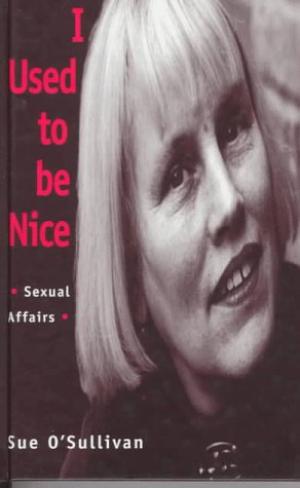 I
Used
to
be
Nice
• Sexual
Affairs •
Sue O'Sullivan